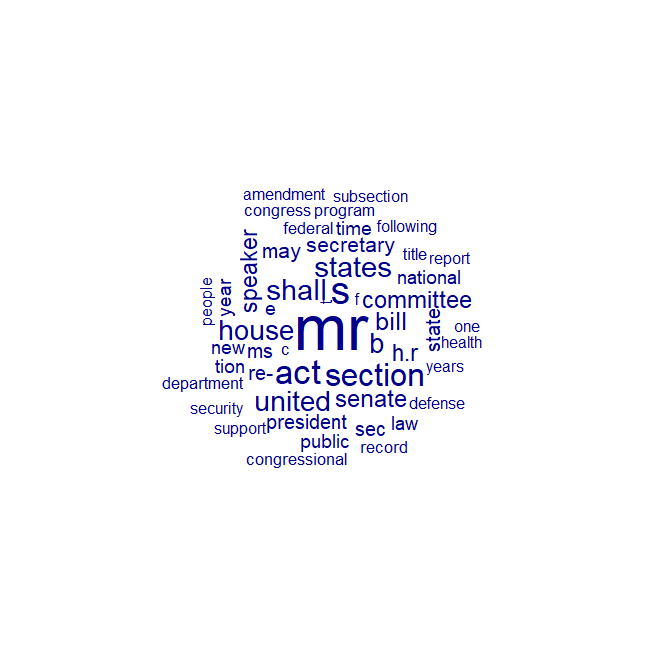 amendment subsection
congress program
federal time following
speaker may secretary title report
people year shall s states national
e _ f committee
house mr bill state one
new ms c b h.r health
tion re- act section years
department united senate defense
security president sec law
support public record
congressional